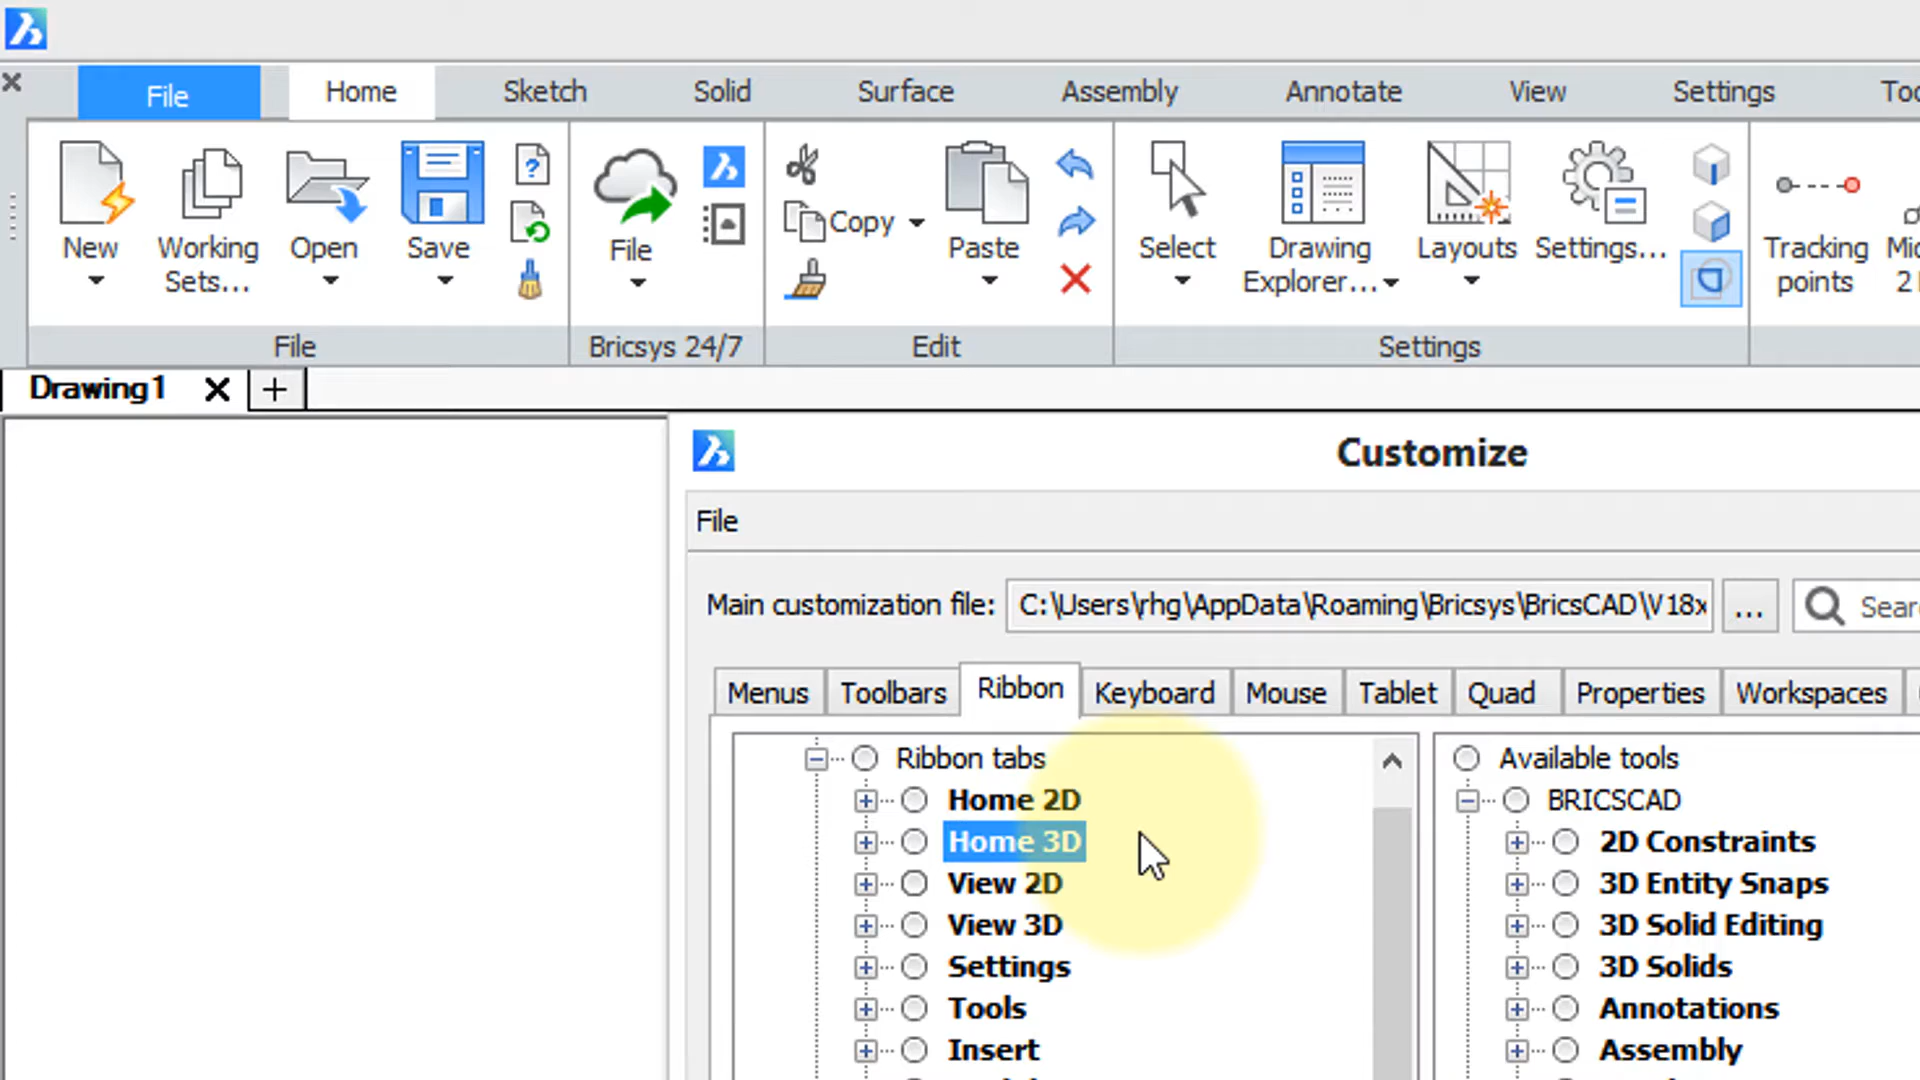 File Home Sketch Solid Surface Assembly Annotate View Settings
New Working Sets... Open Save File Copy Paste Select Drawing Explorer... Layouts Settings... Tracking points
File Bricsys 24/7 Edit Settings
Drawing1
Customize
File
Main customization file: C:\Users\rhg\AppData\Roaming\Bricsys\BricsCAD\V18x ...
Menus Toolbars Ribbon Keyboard Mouse Tablet Quad Properties Workspaces
Ribbon tabs Available tools
Home 2D BRICSCAD
Home 3D 2D Constraints
View 2D 3D Entity Snaps
View 3D 3D Solid Editing
Settings 3D Solids
Tools Annotations
Insert Assembly